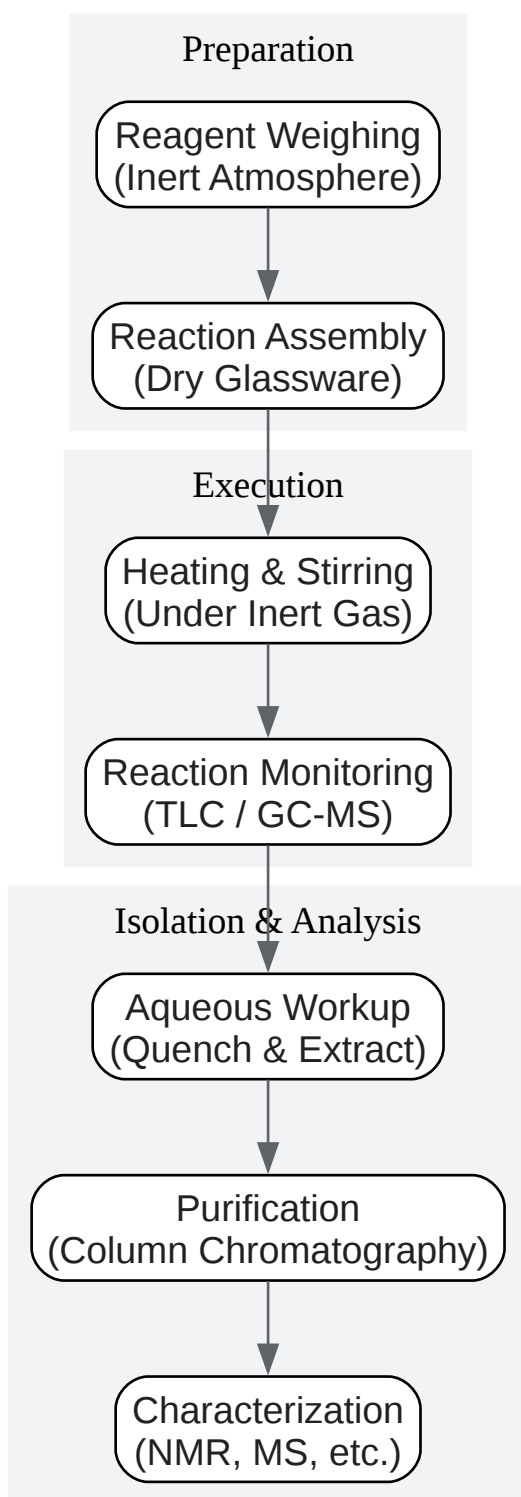 Preparation
Reagent Weighing
(Inert Atmosphere)
Reaction Assembly
(Dry Glassware)
Execution
Heating & Stirring
(Under Inert Gas)
Reaction Monitoring
(TLC / GC-MS)
Isolation & Analysis
Aqueous Workup
(Quench & Extract)
Purification
(Column Chromatography)
Characterization
(NMR, MS, etc.)